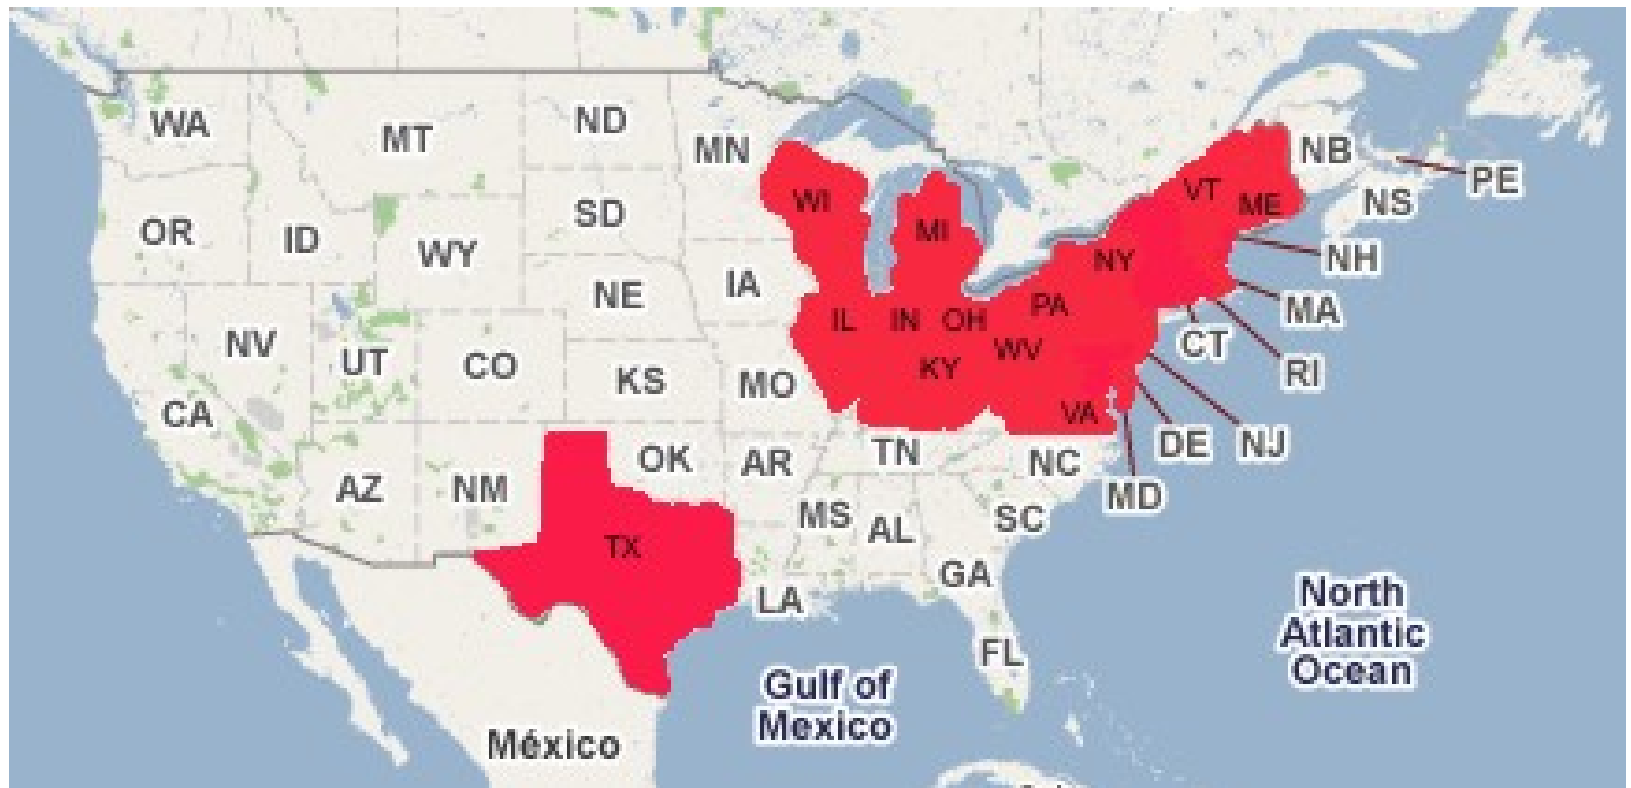 WA
MT
ND
MN
NB
PE
OR
ID
WY
SD
WI
MI
VT
ME
NS
NV
UT
CO
NE
IA
NY
NH
CA
KS
MO
IL
IN
OH
PA
MA
KY
WV
CT
RI
AZ
NM
OK
AR
TN
VA
NC
DE
NJ
MD
TX
MS
AL
SC
LA
GA
FL
North
Atlantic
Ocean
Gulf of
Mexico
México